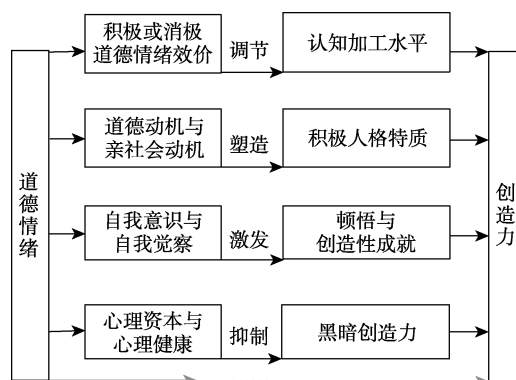 道德情绪
积极或消极
道德情绪效价
调节
认知加工水平
道德动机与
亲社会动机
塑造
积极人格特质
自我意识与
自我觉察
激发
顿悟与
创造性成就
心理资本与
心理健康
抑制
黑暗创造力
创造力